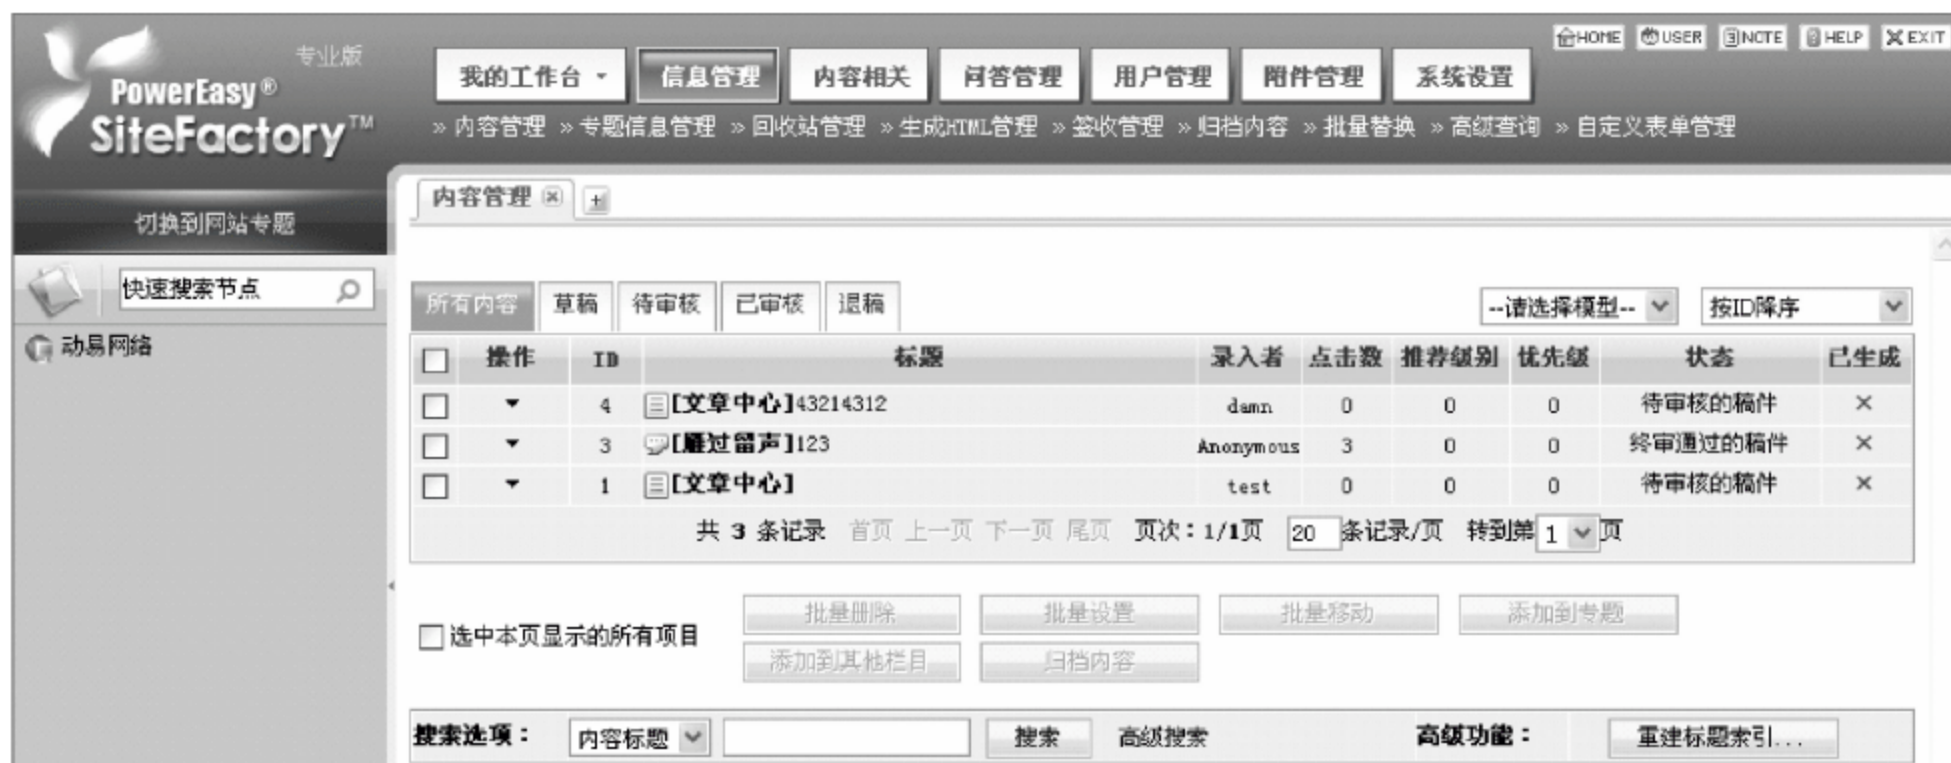 专业版
PowerEasy®
SiteFactory™
HOME USER NOTE HELP EXIT
我的工作台 信息管理 内容相关 问答管理 用户管理 附件管理 系统设置
» 内容管理 » 专题信息管理 » 回收站管理 » 生成HTML管理 » 签收管理 » 归档内容 » 批量替换 » 高级查询 » 自定义表单管理
切换到网站专题
快速搜索节点
动易网络
内容管理
所有内容 草稿 待审核 已审核 退稿 --请选择模型-- 按ID降序
操作 ID 标题 录入者 点击数 推荐级别 优先级 状态 已生成
4 [文章中心]43214312 damn 0 0 0 待审核的稿件 ×
3 [雁过留声]123 Anonymous 3 0 0 终审通过的稿件 ×
1 [文章中心] test 0 0 0 待审核的稿件 ×
共 3 条记录 首页 上一页 下一页 尾页 页次：1/1页 20 条记录/页 转到第 1 页
选中本页显示的所有项目
批量删除 批量设置 批量移动 添加到专题
添加到其他栏目 归档内容
搜索选项： 内容标题 搜索 高级搜索 高级功能： 重建标题索引...